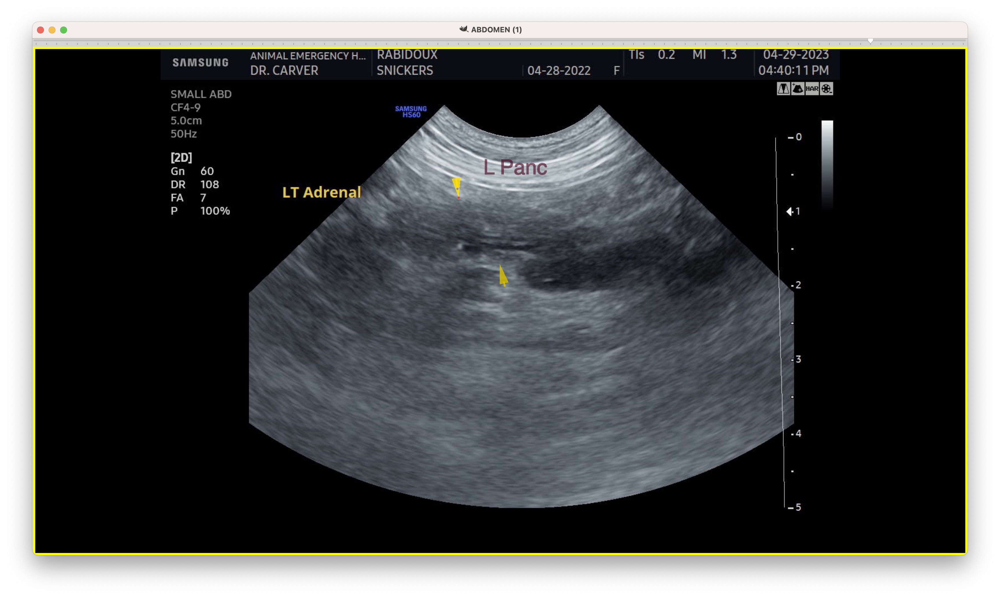 ABDOMEN (1)
SAMSUNG
ANIMAL EMERGENCY H...
DR. CARVER
RABIDOUX
SNICKERS
04-28-2022 F
TIs 0.2 MI 1.3
04-29-2023
04:40:11 PM
SMALL ABD
CF4-9
5.0cm
50Hz
[2D]
Gn 60
DR 108
FA 7
P 100%
SAMSUNG
HS60
HAR
L Panc
LT Adrenal
0
1
2
3
4
5